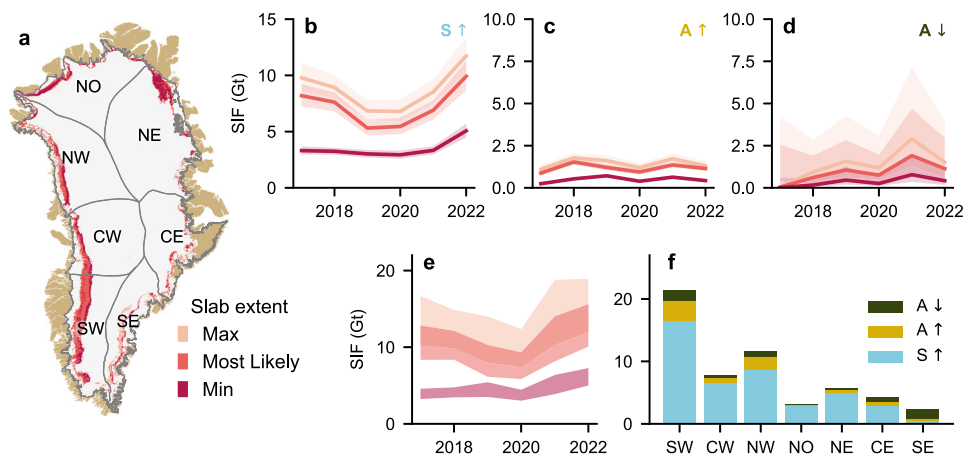 a
NO
NE
NW
CW
CE
SW
SE
Slab extent
Max
Most Likely
Min
b
S ↑
SIF (Gt)
15
10
5
0
2018 2020 2022
c
A ↑
10.0
7.5
5.0
2.5
0.0
2018 2020 2022
d
A ↓
10.0
7.5
5.0
2.5
0.0
2018 2020 2022
e
SIF (Gt)
20
10
0
2018 2020 2022
f
20
10
0
A ↓
A ↑
S ↑
SW CW NW NO NE CE SE